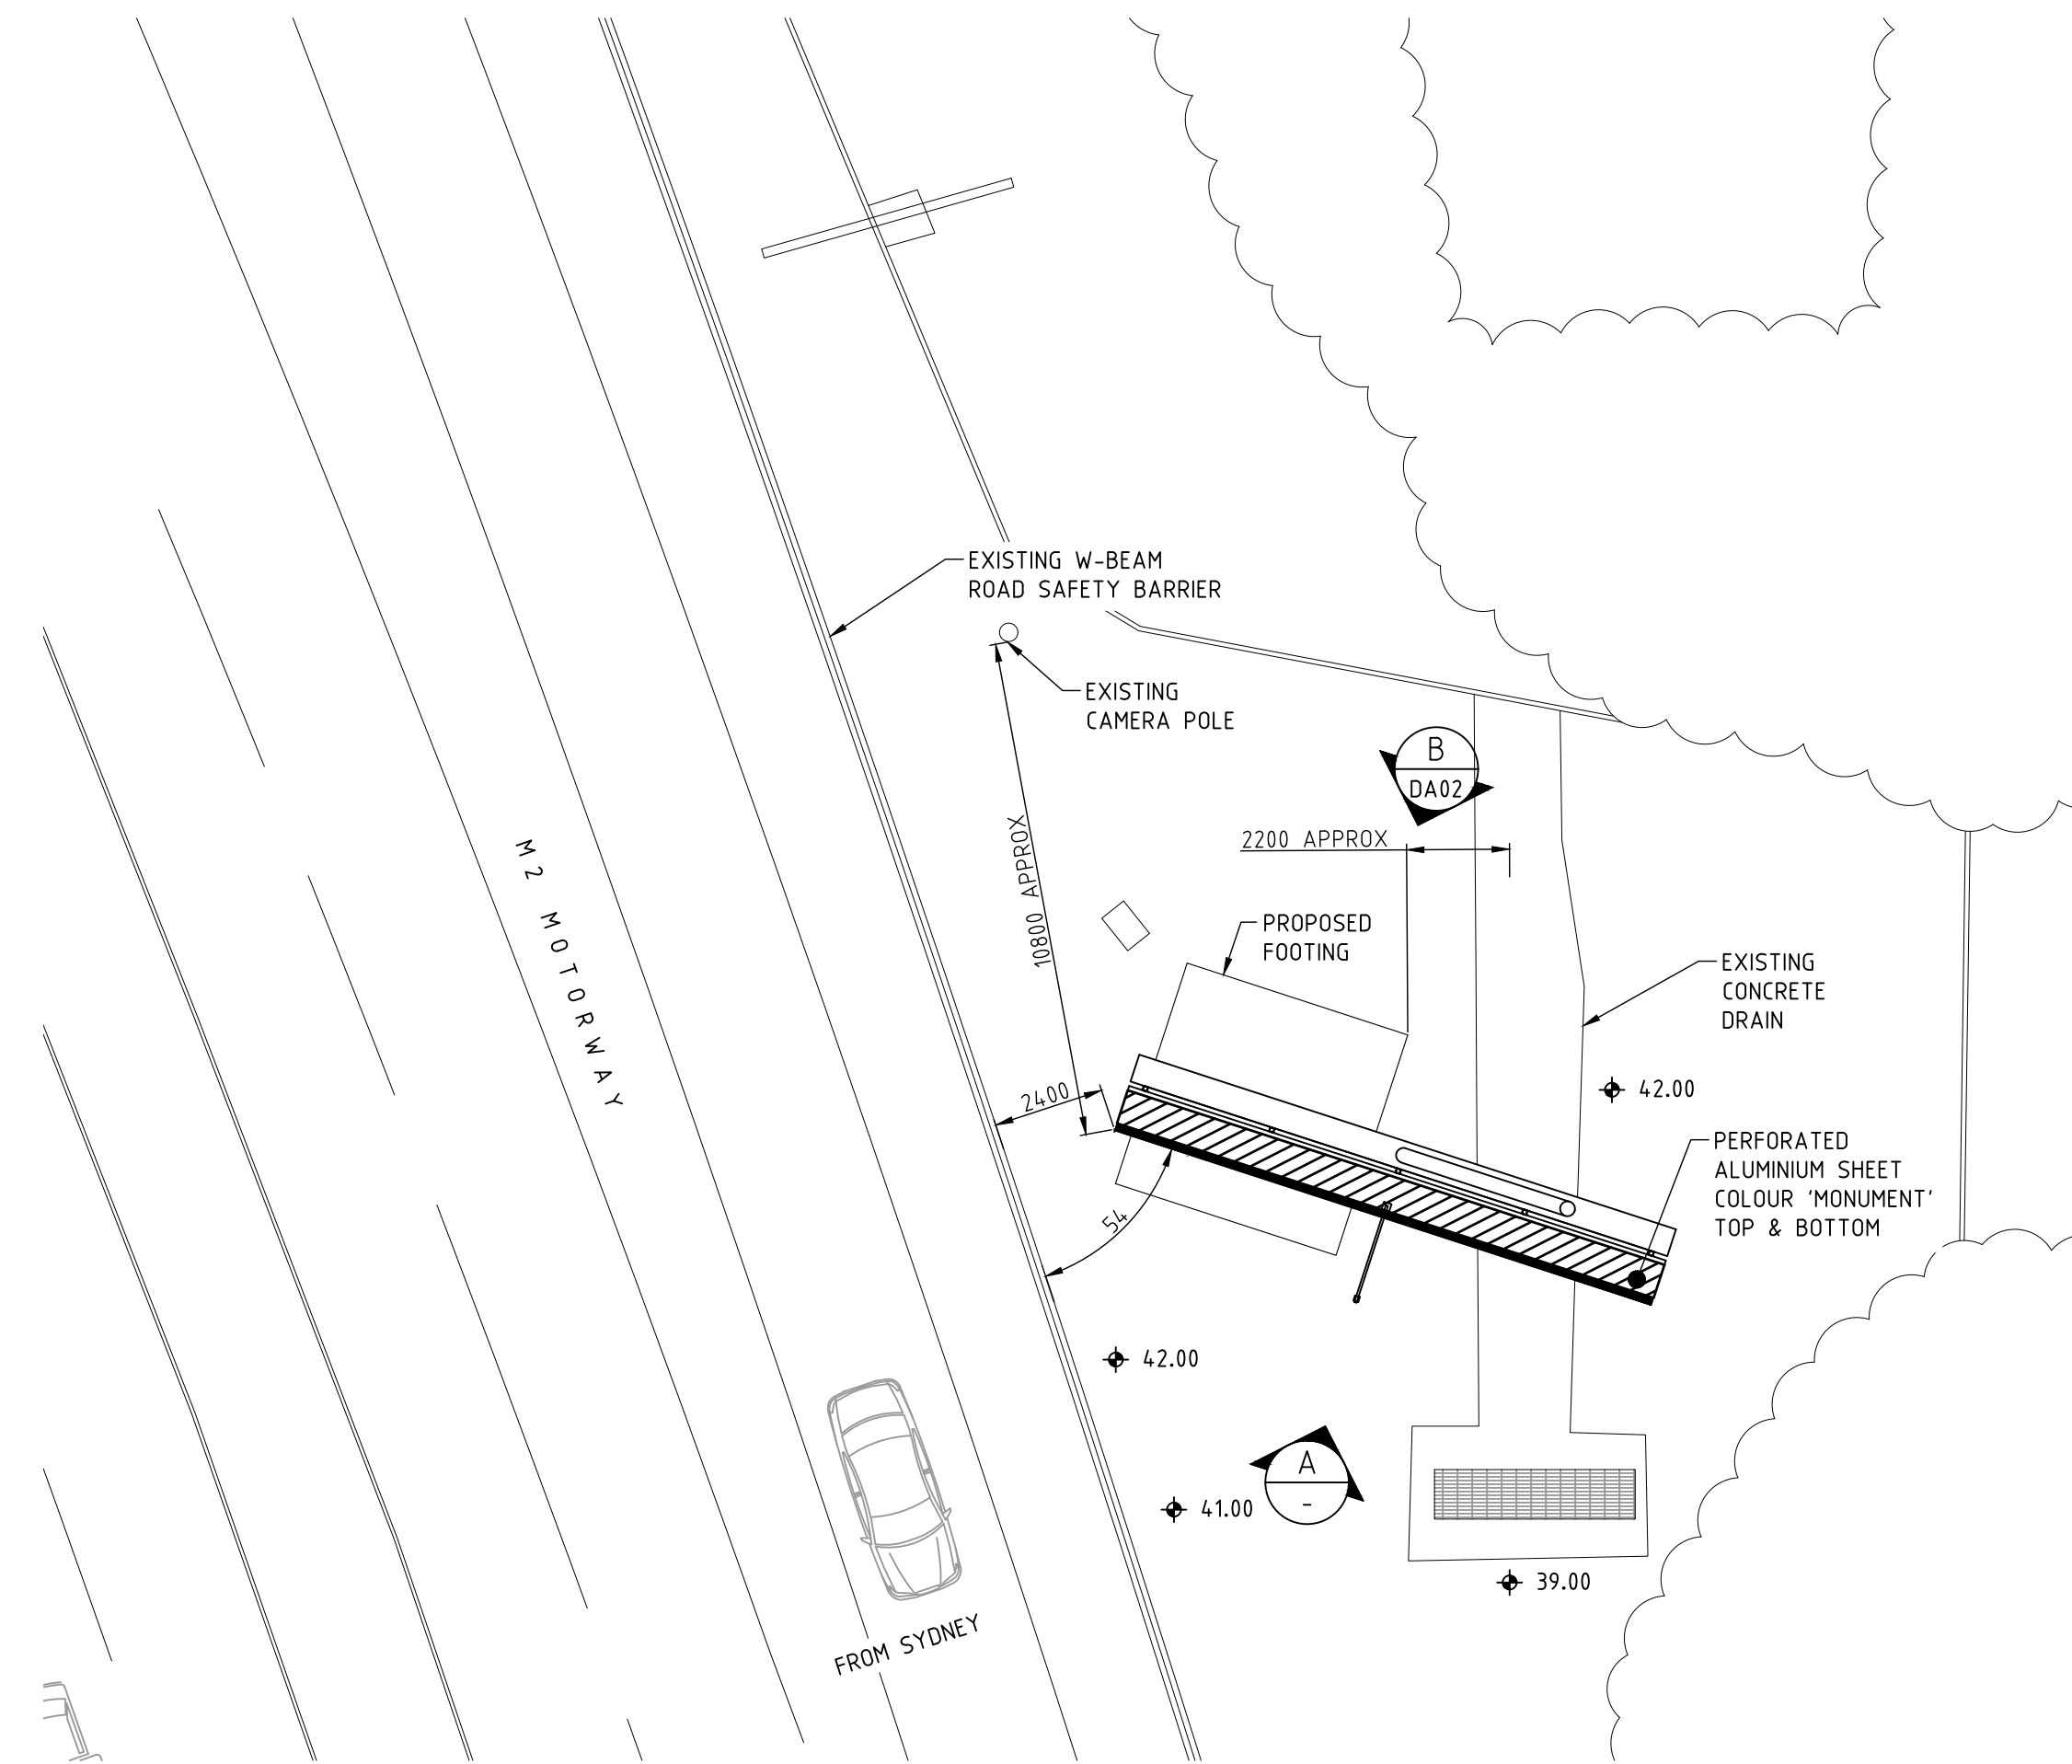 EXISTING W-BEAM
ROAD SAFETY BARRIER
EXISTING
CAMERA POLE
B
DA02
2200 APPROX
10800 APPROX
M2 MOTORWAY
PROPOSED
FOOTING
EXISTING
CONCRETE
DRAIN
2400
42.00
PERFORATED
ALUMINIUM SHEET
COLOUR 'MONUMENT'
TOP & BOTTOM
54
42.00
A
-
41.00
39.00
FROM SYDNEY